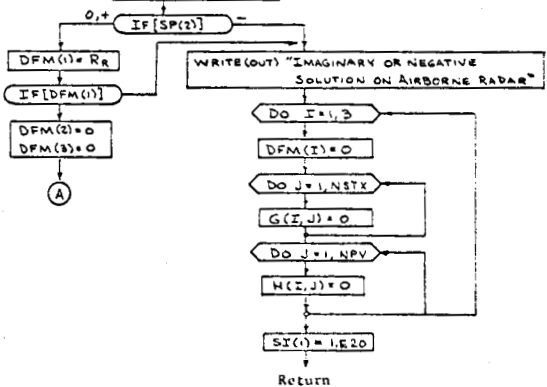 0,+
IF[SP(2)]
-
DFM(1)=RR
WRITE(OUT) "IMAGINARY OR NEGATIVE
SOLUTION ON AIRBORNE RADAR"
IF[DFM(1)]
DO I=1,3
DFM(2)=0
DFM(3)=0
DFM(I)=0
A
DO J=1,NSTX
G(I,J)=0
DO J=1,NPV
H(I,J)=0
SI(1)=1.E20
Return